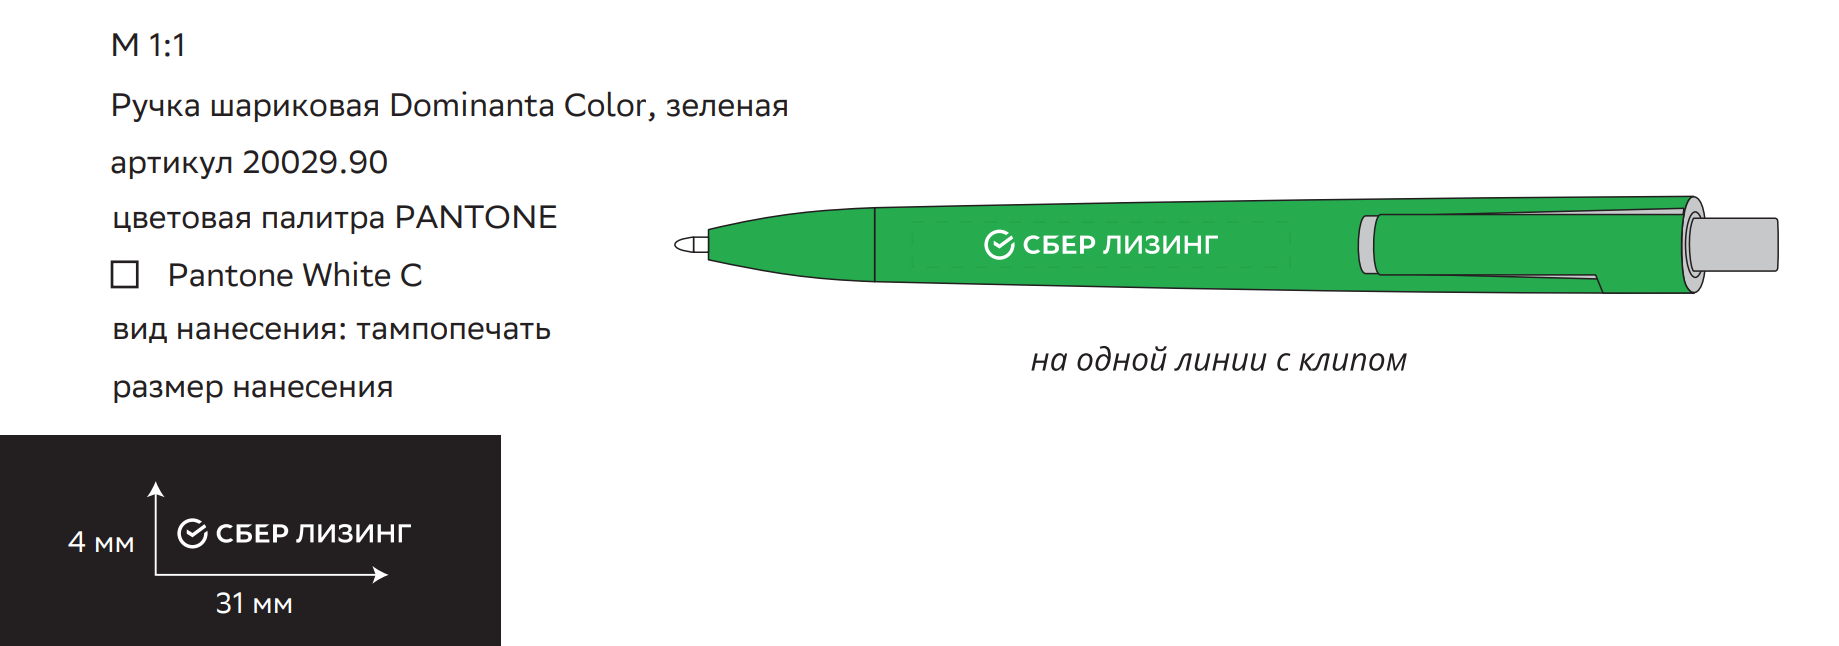 М 1:1
Ручка шариковая Dominanta Color, зеленая
артикул 20029.90
цветовая палитра PANTONE
Pantone White C
вид нанесения: тампопечать
размер нанесения
СБЕР ЛИЗИНГ
на одной линии с клипом
4 мм
СБЕР ЛИЗИНГ
31 мм